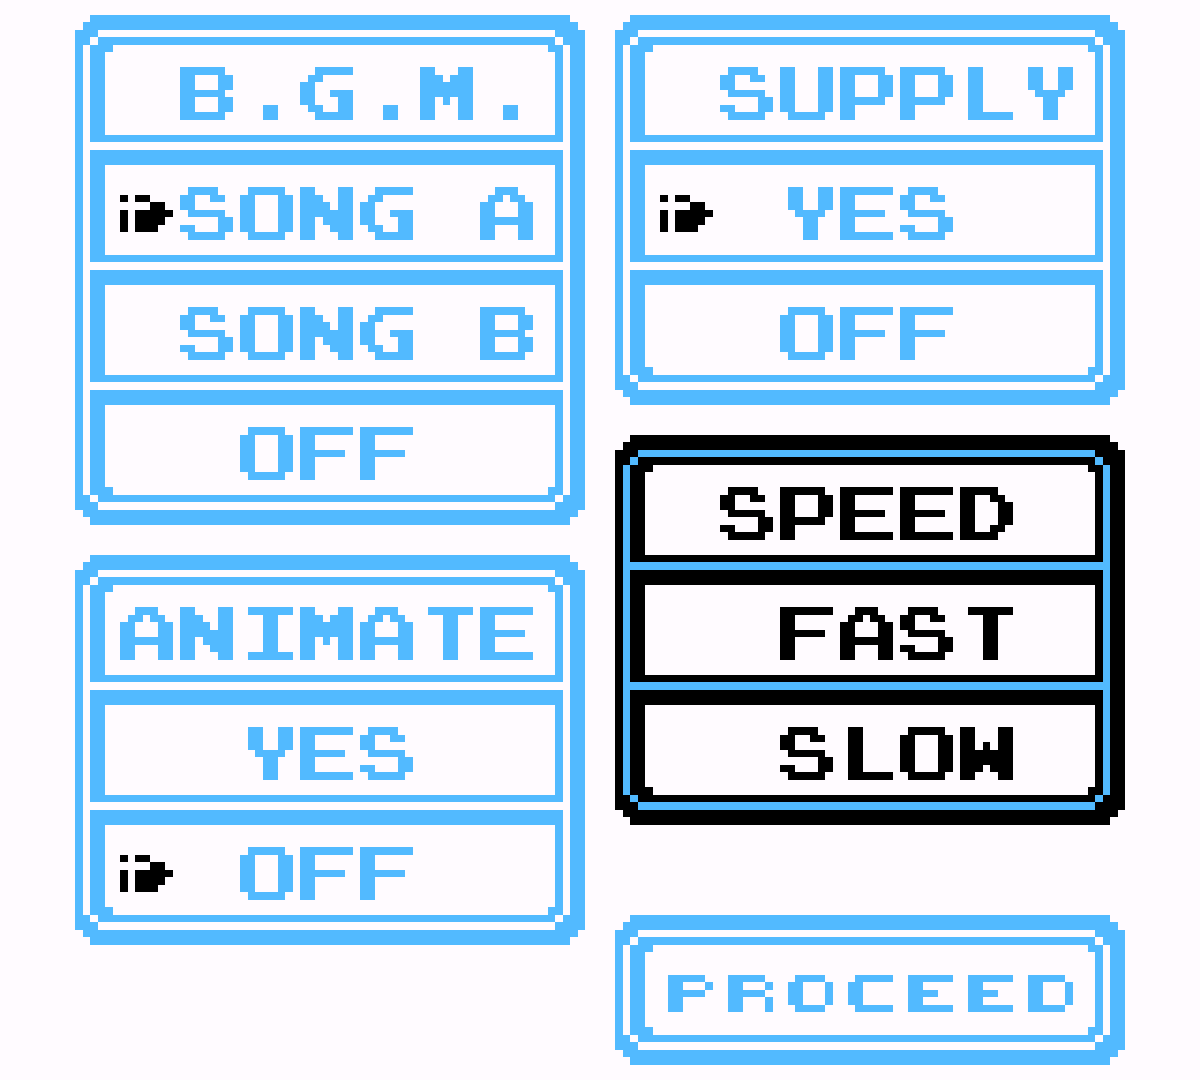 B.G.M.
SONG A
SONG B
OFF
ANIMATE
YES
OFF
SUPPLY
YES
OFF
SPEED
FAST
SLOW
PROCEED